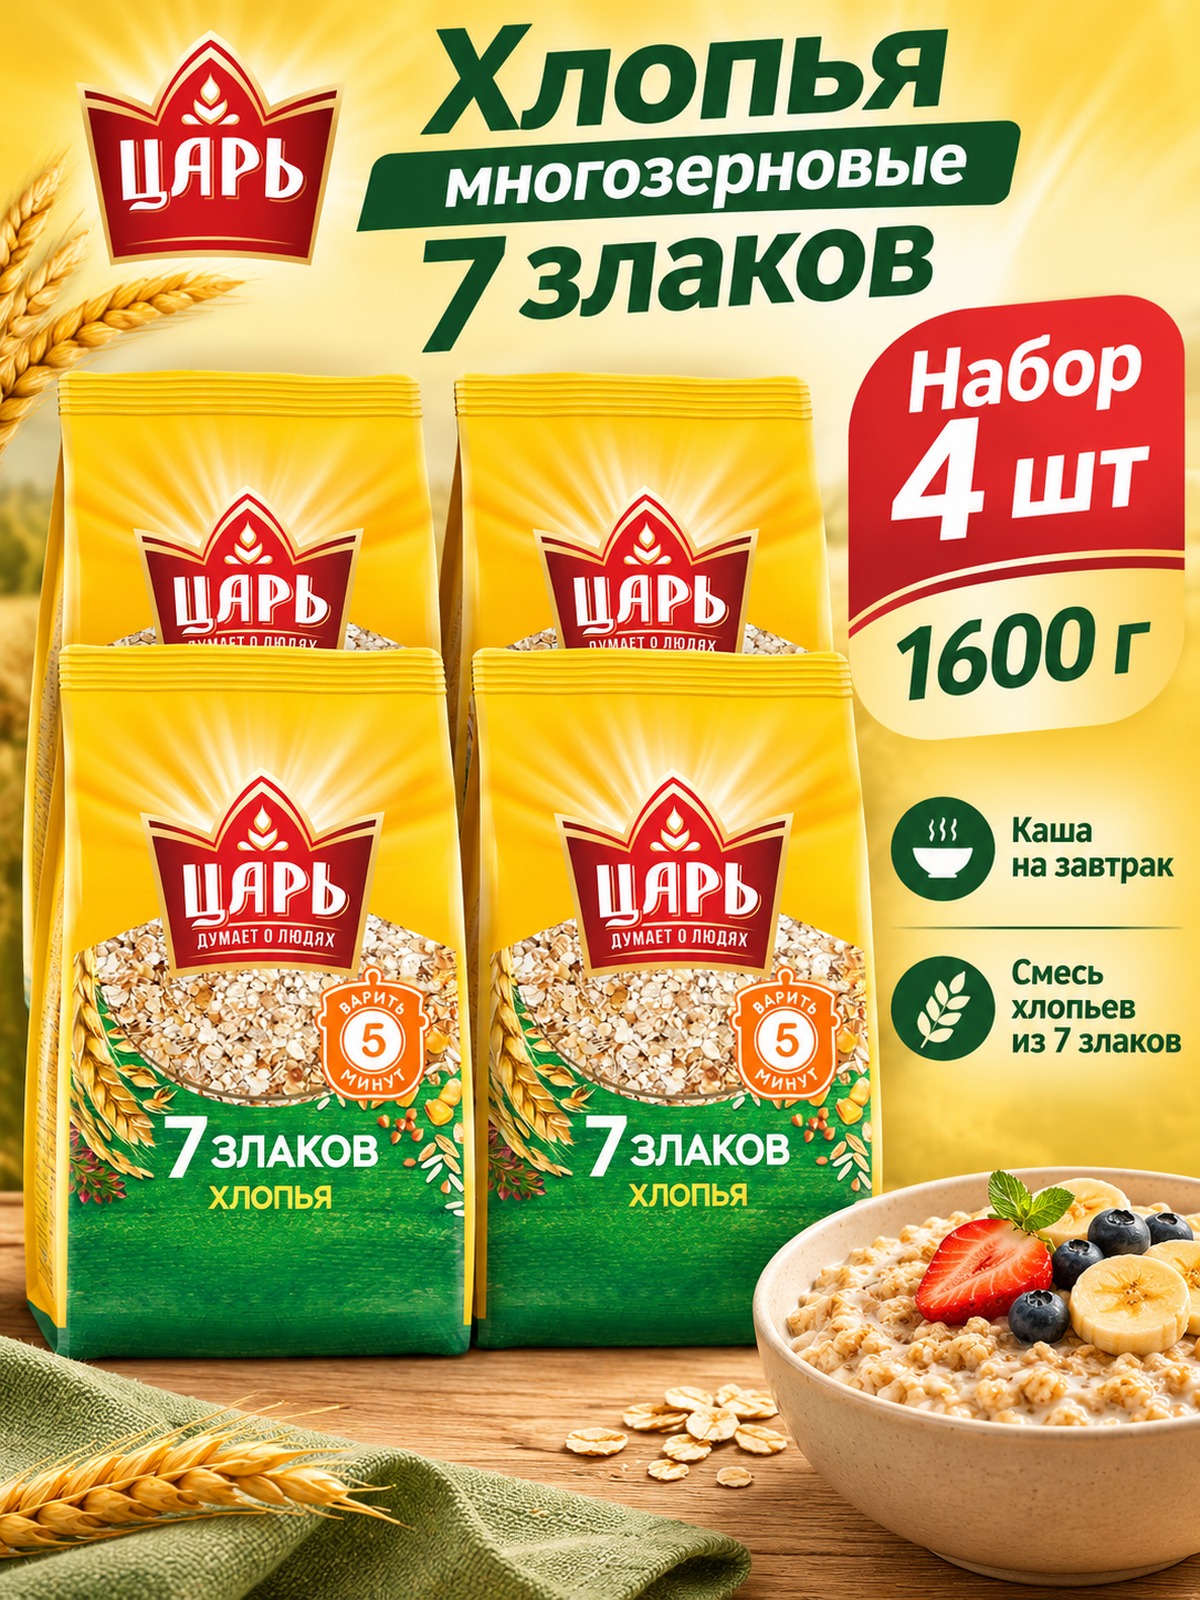 ЦАРЬ
Хлопья
многозерновые
7 злаков
Набор
4 шт
1600 г
ЦАРЬ
ДУМАЕТ О ЛЮДЯХ
ЦАРЬ
ДУМАЕТ О ЛЮДЯХ
ЦАРЬ
ДУМАЕТ О ЛЮДЯХ
ВАРИТЬ
5
МИНУТ
7 ЗЛАКОВ
ХЛОПЬЯ
ЦАРЬ
ДУМАЕТ О ЛЮДЯХ
ВАРИТЬ
5
МИНУТ
7 ЗЛАКОВ
ХЛОПЬЯ
Каша
на завтрак
Смесь
хлопьев
из 7 злаков